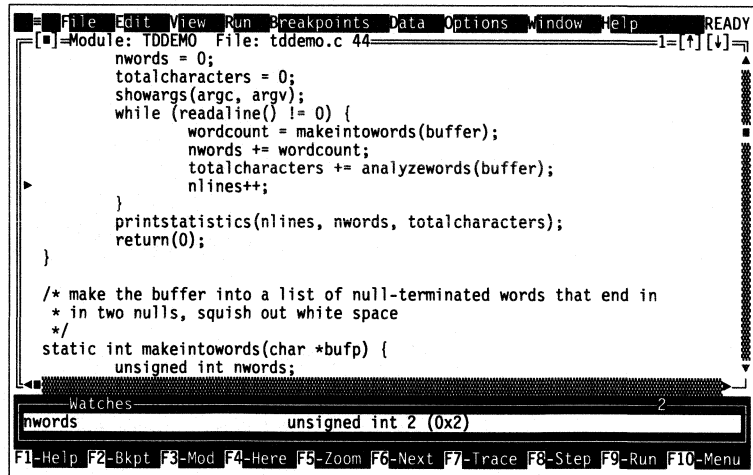 ≡ File Edit View Run Breakpoints Data Options Window Help READY
[■]=Module: TDDEMO File: tddemo.c 44 1=[↑][↓]
nwords = 0;
totalcharacters = 0;
showargs(argc, argv);
while (readaline() != 0) {
wordcount = makeintowords(buffer);
nwords += wordcount;
totalcharacters += analyzewords(buffer);
nlines++;
}
printstatistics(nlines, nwords, totalcharacters);
return(0);
}
/* make the buffer into a list of null-terminated words that end in
* in two nulls, squish out white space
*/
static int makeintowords(char *bufp) {
unsigned int nwords;
Watches 2
nwords unsigned int 2 (0x2)
F1-Help F2-Bkpt F3-Mod F4-Here F5-Zoom F6-Next F7-Trace F8-Step F9-Run F10-Menu